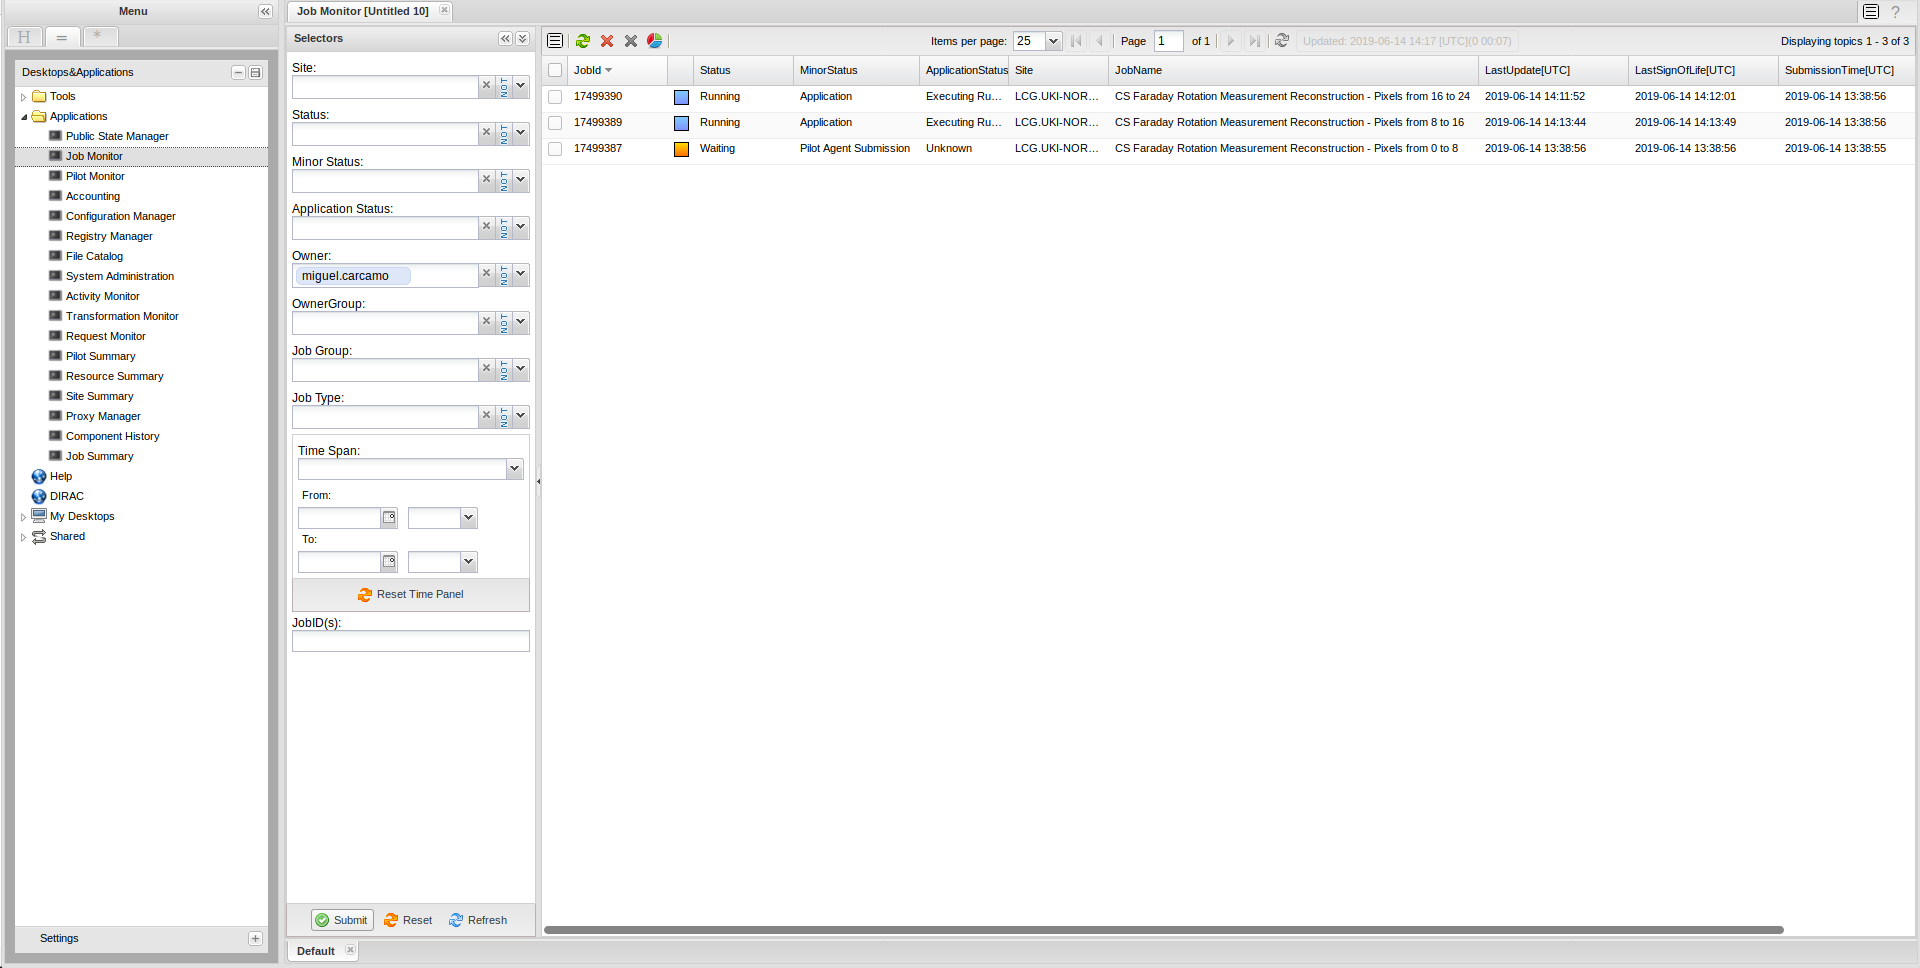 Menu
H = *
Desktops&Applications
Tools
Applications
Public State Manager
Job Monitor
Pilot Monitor
Accounting
Configuration Manager
Registry Manager
File Catalog
System Administration
Activity Monitor
Transformation Monitor
Request Monitor
Pilot Summary
Resource Summary
Site Summary
Proxy Manager
Component History
Job Summary
Help
DIRAC
My Desktops
Shared
Settings
Job Monitor [Untitled 10]
?
Selectors
Site:
NOT
Status:
NOT
Minor Status:
NOT
Application Status:
NOT
Owner:
miguel.carcamo NOT
OwnerGroup:
NOT
Job Group:
NOT
Job Type:
NOT
Time Span:
From:
To:
Reset Time Panel
JobID(s):
Submit Reset Refresh
Items per page: 25 Page 1 of 1 Updated: 2019-06-14 14:17 [UTC](0 00:07) Displaying topics 1 - 3 of 3
JobId Status MinorStatus ApplicationStatus Site JobName LastUpdate[UTC] LastSignOfLife[UTC] SubmissionTime[UTC]
17499390 Running Application Executing Ru... LCG.UKI-NOR... CS Faraday Rotation Measurement Reconstruction - Pixels from 16 to 24 2019-06-14 14:11:52 2019-06-14 14:12:01 2019-06-14 13:38:56
17499389 Running Application Executing Ru... LCG.UKI-NOR... CS Faraday Rotation Measurement Reconstruction - Pixels from 8 to 16 2019-06-14 14:13:44 2019-06-14 14:13:49 2019-06-14 13:38:56
17499387 Waiting Pilot Agent Submission Unknown LCG.UKI-NOR... CS Faraday Rotation Measurement Reconstruction - Pixels from 0 to 8 2019-06-14 13:38:56 2019-06-14 13:38:56 2019-06-14 13:38:55
Default